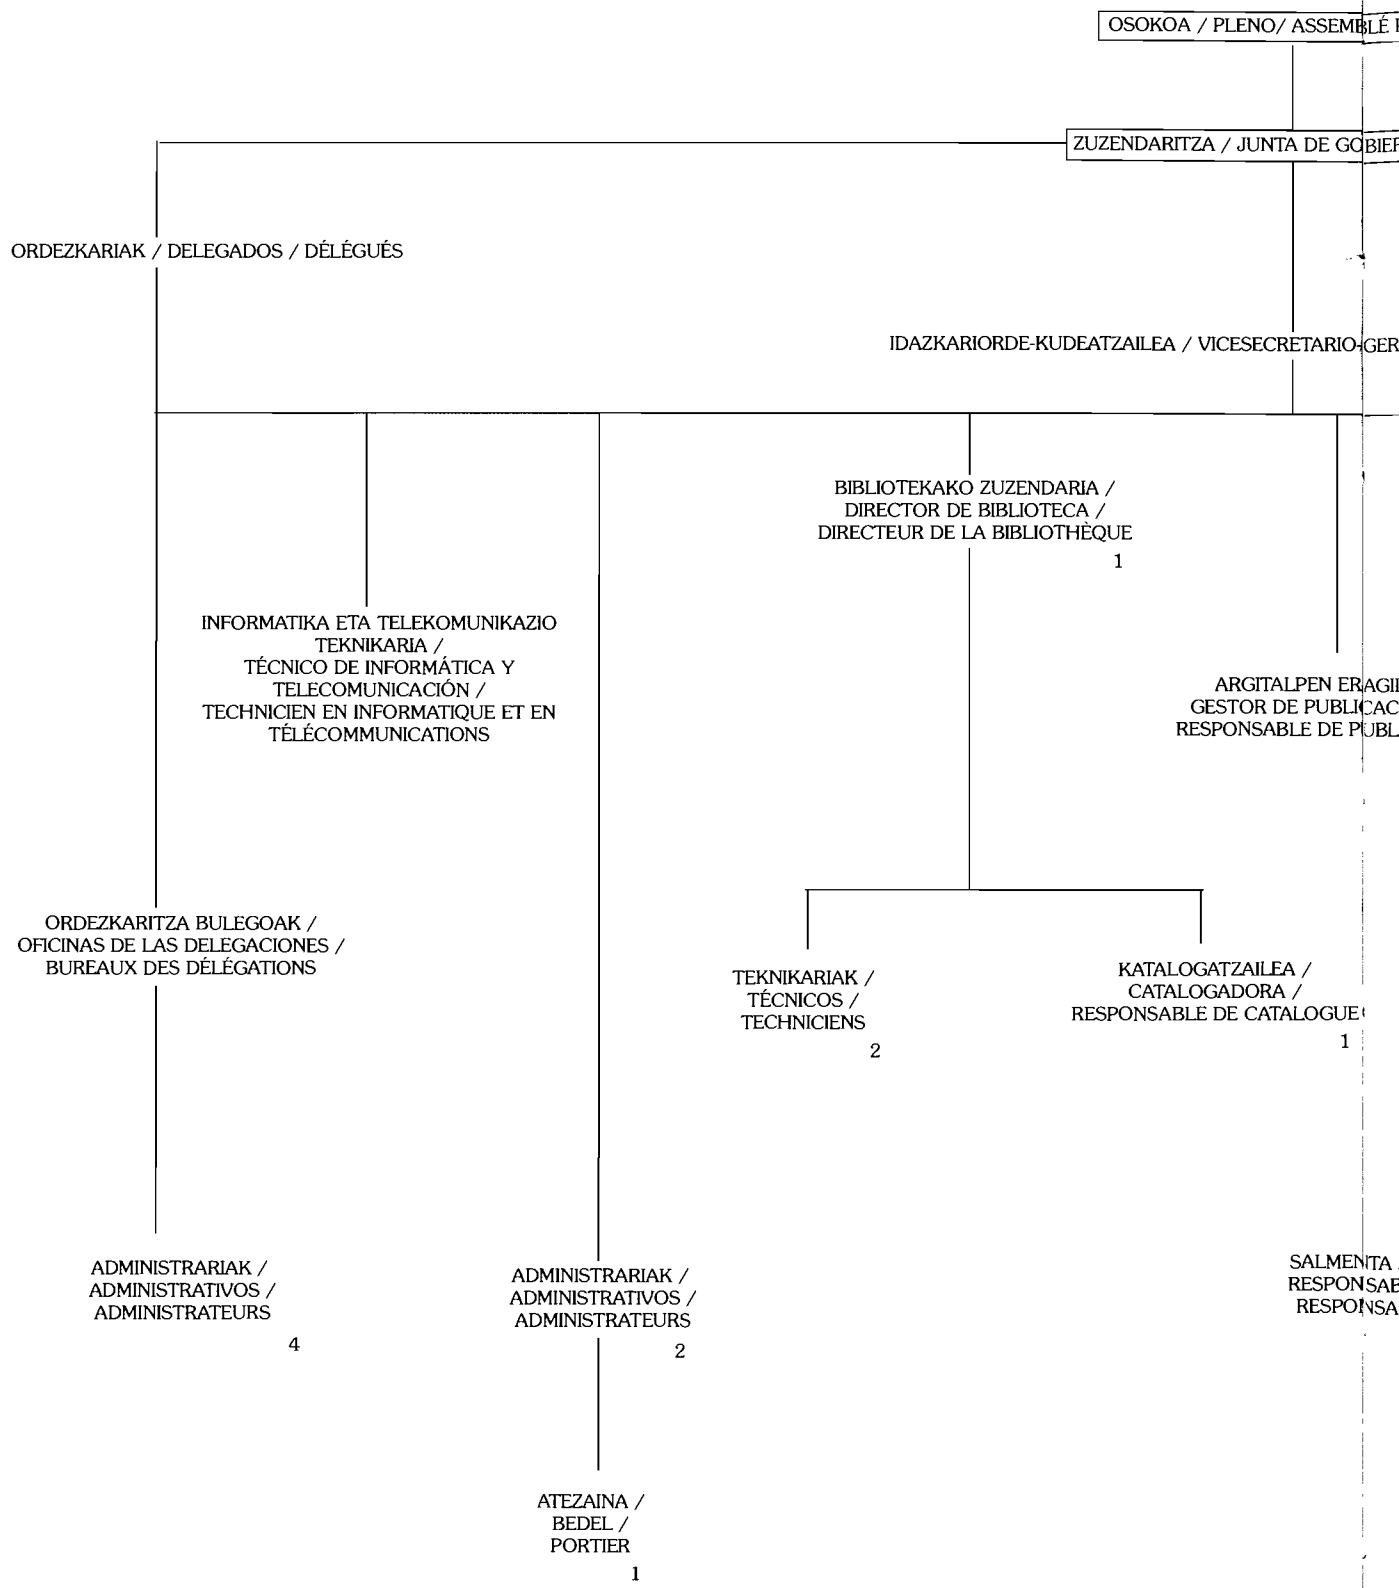 OSOKOA / PLENO/ ASSEMBLÉ
ZUZENDARITZA / JUNTA DE
ORDEZKARIAK / DELEGADOS / DÉLÉGUÉS
IDAZKARIORDE-KUDEATZAILEA / VICESECRETARIO-GER
BIBLIOTEKAKO ZUZENDARIA /
DIRECTOR DE BIBLIOTECA /
DIRECTEUR DE LA BIBLIOTHÈQUE
1
INFORMATIKA ETA TELEKOMUNIKAZIO
TEKNIKARIA /
TÉCNICO DE INFORMÁTICA Y
TELECOMUNICACIÓN /
TECHNICIEN EN INFORMATIQUE ET EN
TÉLÉCOMMUNICATIONS
ARGITALPEN ERAGI
GESTOR DE PUBLICAC
RESPONSABLE DE PUBL
ORDEZKARITZA BULEGOAK /
OFICINAS DE LAS DELEGACIONES /
BUREAUX DES DÉLÉGATIONS
TEKNIKARIAK /
TÉCNICOS /
TECHNICIENS
2
KATALOGATZAILEA /
CATALOGADORA /
RESPONSABLE DE CATALOGUE
1
ADMINISTRARIAK /
ADMINISTRATIVOS /
ADMINISTRATEURS
4
ADMINISTRARIAK /
ADMINISTRATIVOS /
ADMINISTRATEURS
2
SALMENTA
RESPONSAB
RESPONSA
ATEZAINA /
BEDEL /
PORTIER
1